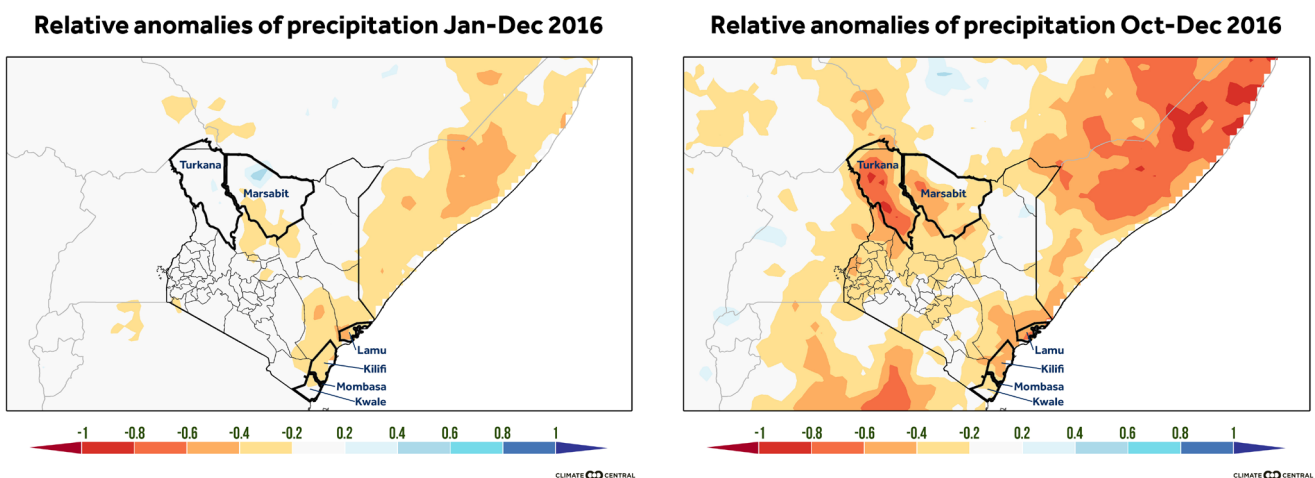 Relative anomalies of precipitation Jan-Dec 2016
Turkana
Marsabit
Lamu
Kilifi
Mombasa
Kwale
-1 -0.8 -0.6 -0.4 -0.2 0.2 0.4 0.6 0.8 1
CLIMATE CENTRAL
Relative anomalies of precipitation Oct-Dec 2016
Turkana
Marsabit
Lamu
Kilifi
Mombasa
Kwale
-1 -0.8 -0.6 -0.4 -0.2 0.2 0.4 0.6 0.8 1
CLIMATE CENTRAL